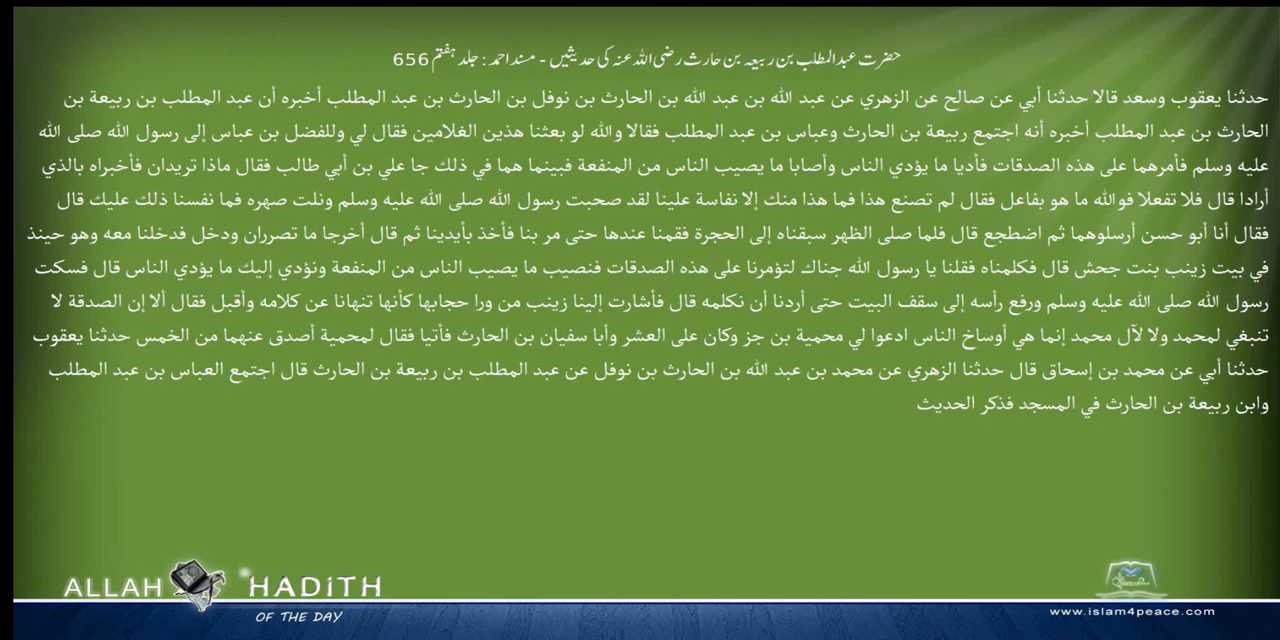 حضرت عبدالمطلب بن ربیعہ بن حارث رضی اللہ عنہ کی حدیثیں - مسند احمد : جلد ہفتم 656
حدثنا يعقوب وسعد قالا حدثنا أبي عن صالح عن الزهري عن عبد الله بن عبد الله بن الحارث بن نوفل بن الحارث بن عبد المطلب أخبره أن عبد المطلب بن ربيعة بن
الحارث بن عبد المطلب أخبره أنه اجتمع ربيعة بن الحارث وعباس بن عبد المطلب فقالا والله لو بعثنا هذين الغلامين فقال لي وللفضل بن عباس إلى رسول الله صلى الله
عليه وسلم فأمرهما على هذه الصدقات فأديا ما يؤدي الناس وأصابا ما يصيب الناس من المنفعة فبينما هما في ذلك جا علي بن أبي طالب فقال ماذا تريدان فأخبراه بالذي
أرادا قال فلا تفعلا فوالله ما هو بفاعل فقال لم تصنع هذا فما هذا منك إلا نفاسة علينا لقد صحبت رسول الله صلى الله عليه وسلم ونلت صهره فما نفسنا ذلك عليك قال
فقال أنا أبو حسن أرسلوهما ثم اضطجع قال فلما صلى الظهر سبقناه إلى الحجرة فقمنا عندها حتى مر بنا فأخذ بأيدينا ثم قال أخرجا ما تصرران ودخل فدخلنا معه وهو حينذ
في بيت زينب بنت جحش قال فكلمناه فقلنا يا رسول الله جناك لتؤمرنا على هذه الصدقات فنصيب ما يصيب الناس من المنفعة ونؤدي إليك ما يؤدي الناس قال فسكت
رسول الله صلى الله عليه وسلم ورفع رأسه إلى سقف البيت حتى أردنا أن نكلمه قال فأشارت إلينا زينب من ورا حجابها كأنها تنهانا عن كلامه وأقبل فقال ألا إن الصدقة لا
تنبغي لمحمد ولا لآل محمد إنما هي أوساخ الناس ادعوا لي محمية بن جز وكان على العشر وأبا سفيان بن الحارث فأتيا فقال لمحمية أصدق عنهما من الخمس حدثنا يعقوب
حدثنا أبي عن محمد بن إسحاق قال حدثنا الزهري عن محمد بن عبد الله بن الحارث بن نوفل عن عبد المطلب بن ربيعة بن الحارث قال اجتمع العباس بن عبد المطلب
وابن ربيعة بن الحارث في المسجد فذكر الحديث
ALLAH HADITH
OF THE DAY
www.islam4peace.com